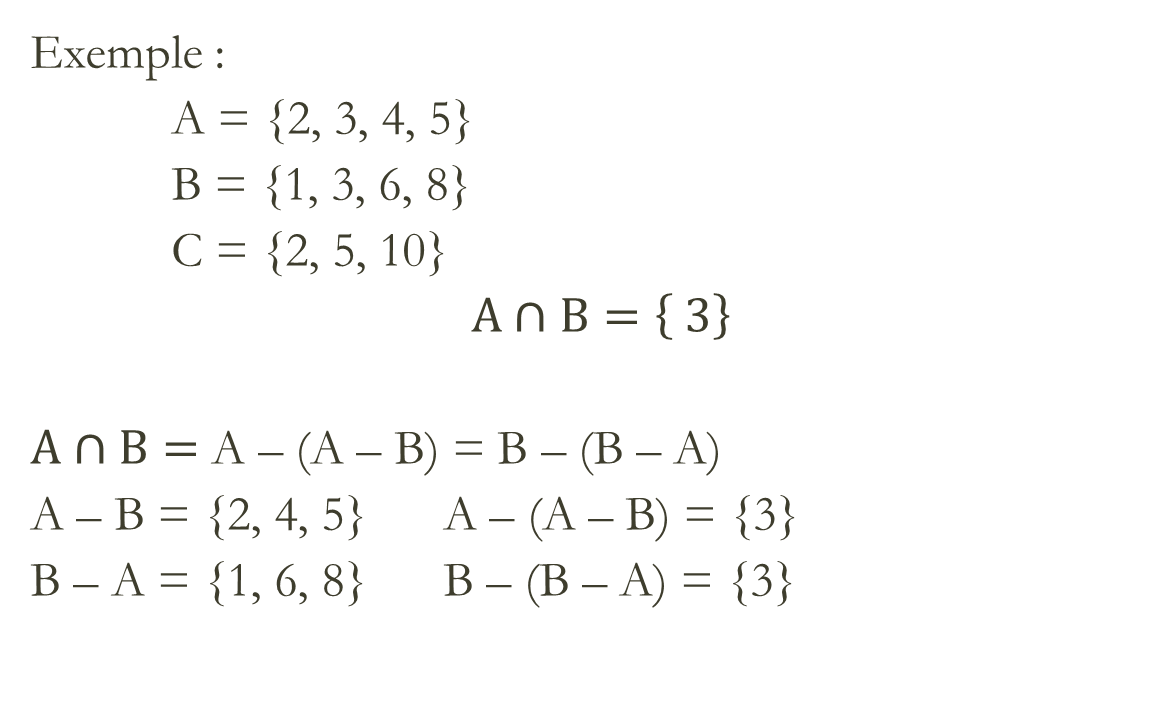 Exemple :
A = {2, 3, 4, 5}
B = {1, 3, 6, 8}
C = {2, 5, 10}
A ∩ B = { 3}
A ∩ B = A – (A – B) = B – (B – A)
A – B = {2, 4, 5} A – (A – B) = {3}
B – A = {1, 6, 8} B – (B – A) = {3}